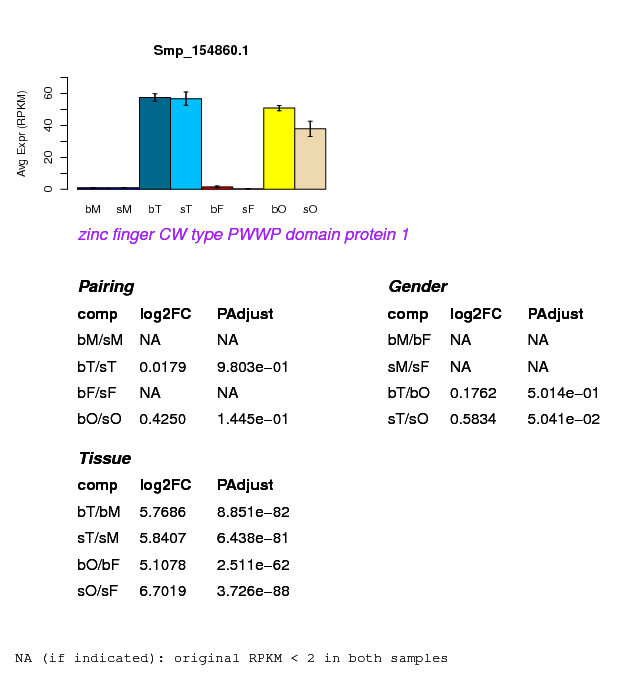 Smp_154860.1
Avg Expr (RPKM)
60
40
20
0
bM sM bT sT bF sF bO sO
zinc finger CW type PWWP domain protein 1
Pairing
comp log2FC PAdjust
bM/sM NA NA
bT/sT 0.0179 9.803e−01
bF/sF NA NA
bO/sO 0.4250 1.445e−01
Gender
comp log2FC PAdjust
bM/bF NA NA
sM/sF NA NA
bT/bO 0.1762 5.014e−01
sT/sO 0.5834 5.041e−02
Tissue
comp log2FC PAdjust
bT/bM 5.7686 8.851e−82
sT/sM 5.8407 6.438e−81
bO/bF 5.1078 2.511e−62
sO/sF 6.7019 3.726e−88
NA (if indicated): original RPKM < 2 in both samples